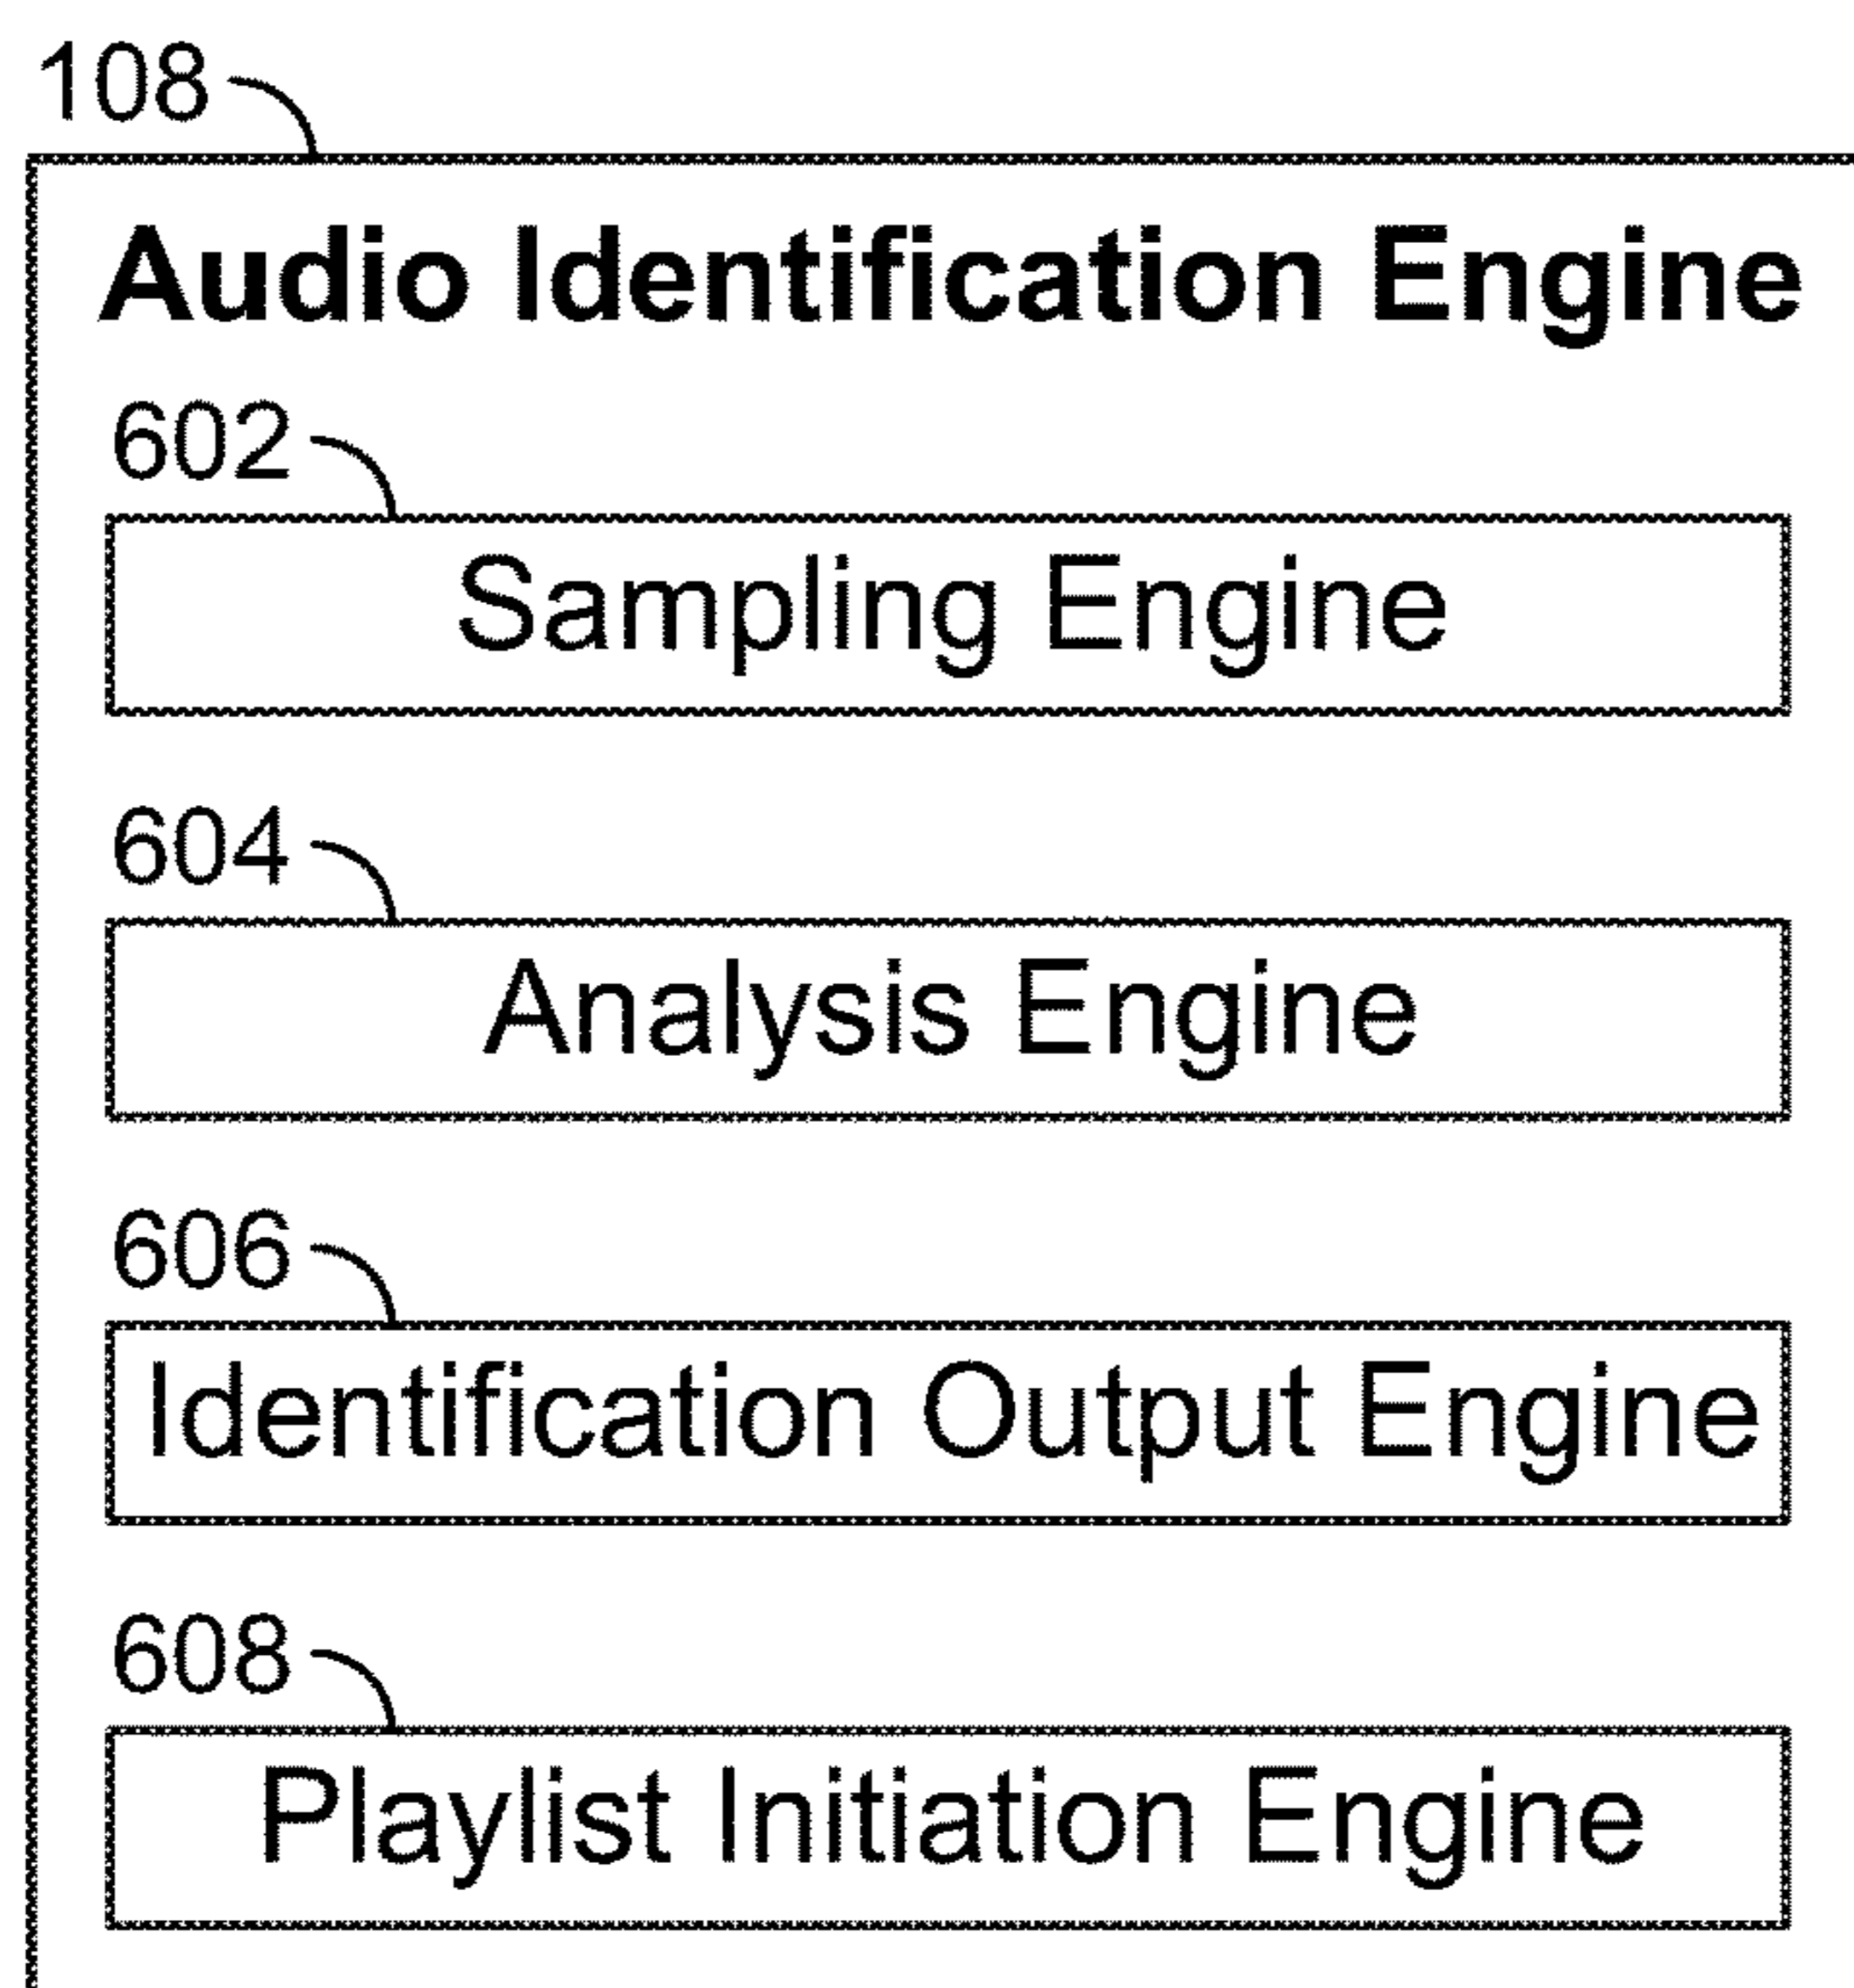 108
Audio Identification Engine
602
Sampling Engine
604
Analysis Engine
606
Identification Output Engine
608
Playlist Initiation Engine